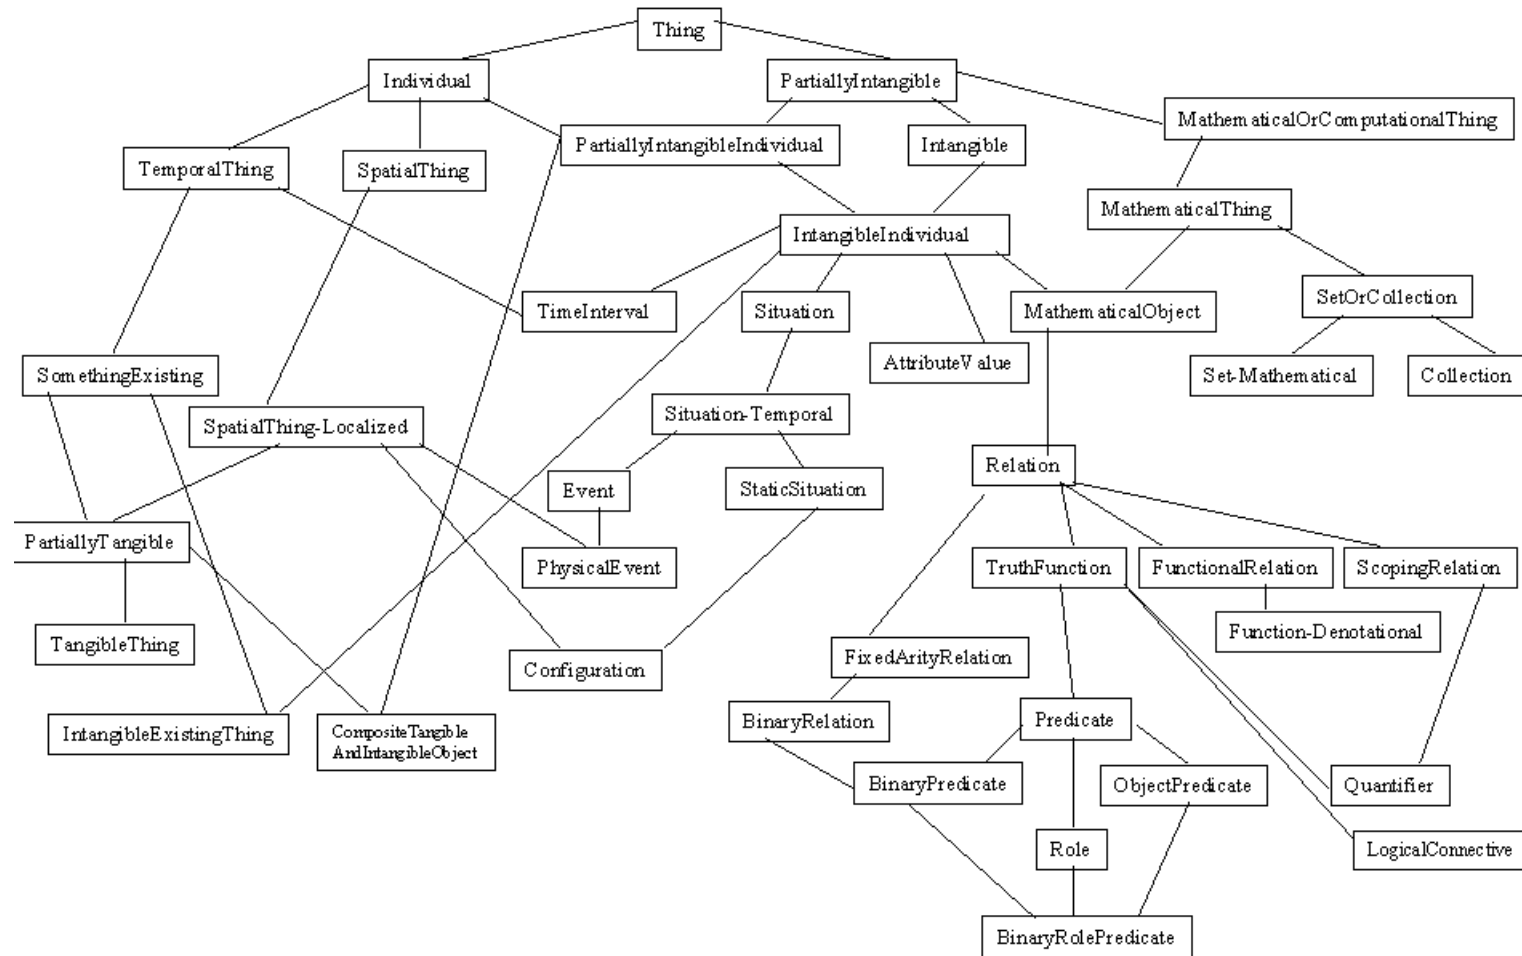 Thing
Individual
PartiallyIntangible
MathematicalOrComputationalThing
PartiallyIntangibleIndividual
Intangible
TemporalThing
SpatialThing
MathematicalThing
IntangibleIndividual
TimeInterval
Situation
MathematicalObject
SetOrCollection
AttributeValue
SomethingExisting
Set-Mathematical
Collection
SpatialThing-Localized
Situation-Temporal
Relation
Event
StaticSituation
PartiallyTangible
PhysicalEvent
TruthFunction
FunctionalRelation
ScopingRelation
TangibleThing
Function-Denotational
Configuration
FixedArityRelation
IntangibleExistingThing
CompositeTangible
AndIntangibleObject
BinaryRelation
Predicate
BinaryPredicate
ObjectPredicate
Quantifier
Role
LogicalConnective
BinaryRolePredicate